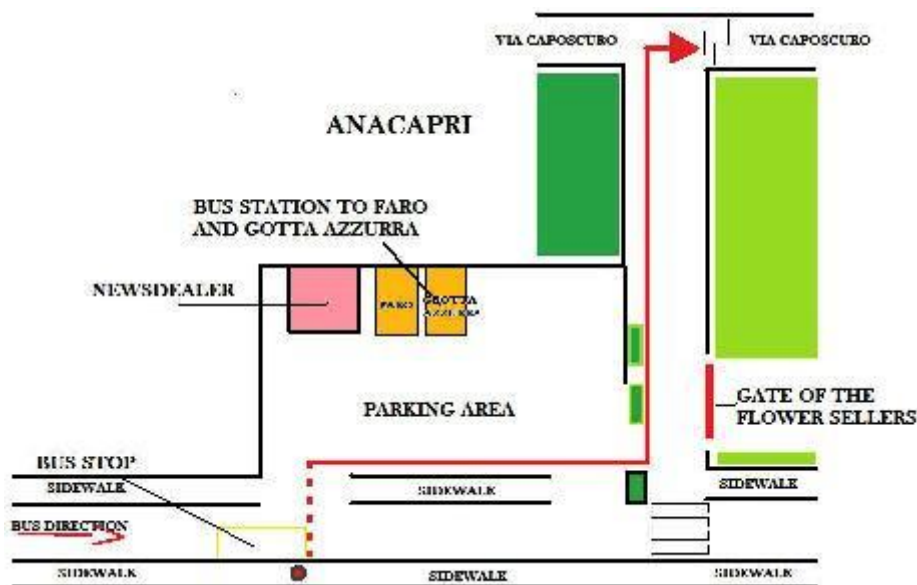 VIA CAPOSCURO
VIA CAPOSCURO
ANACAPRI
BUS STATION TO FARO
AND GOTTA AZZURRA
NEWSDEALER
FARO
GROTTA
AZZURRA
PARKING AREA
GATE OF THE
FLOWER SELLERS
BUS STOP
SIDEWALK
SIDEWALK
SIDEWALK
BUS DIRECTION
SIDEWALK
SIDEWALK
SIDEWALK